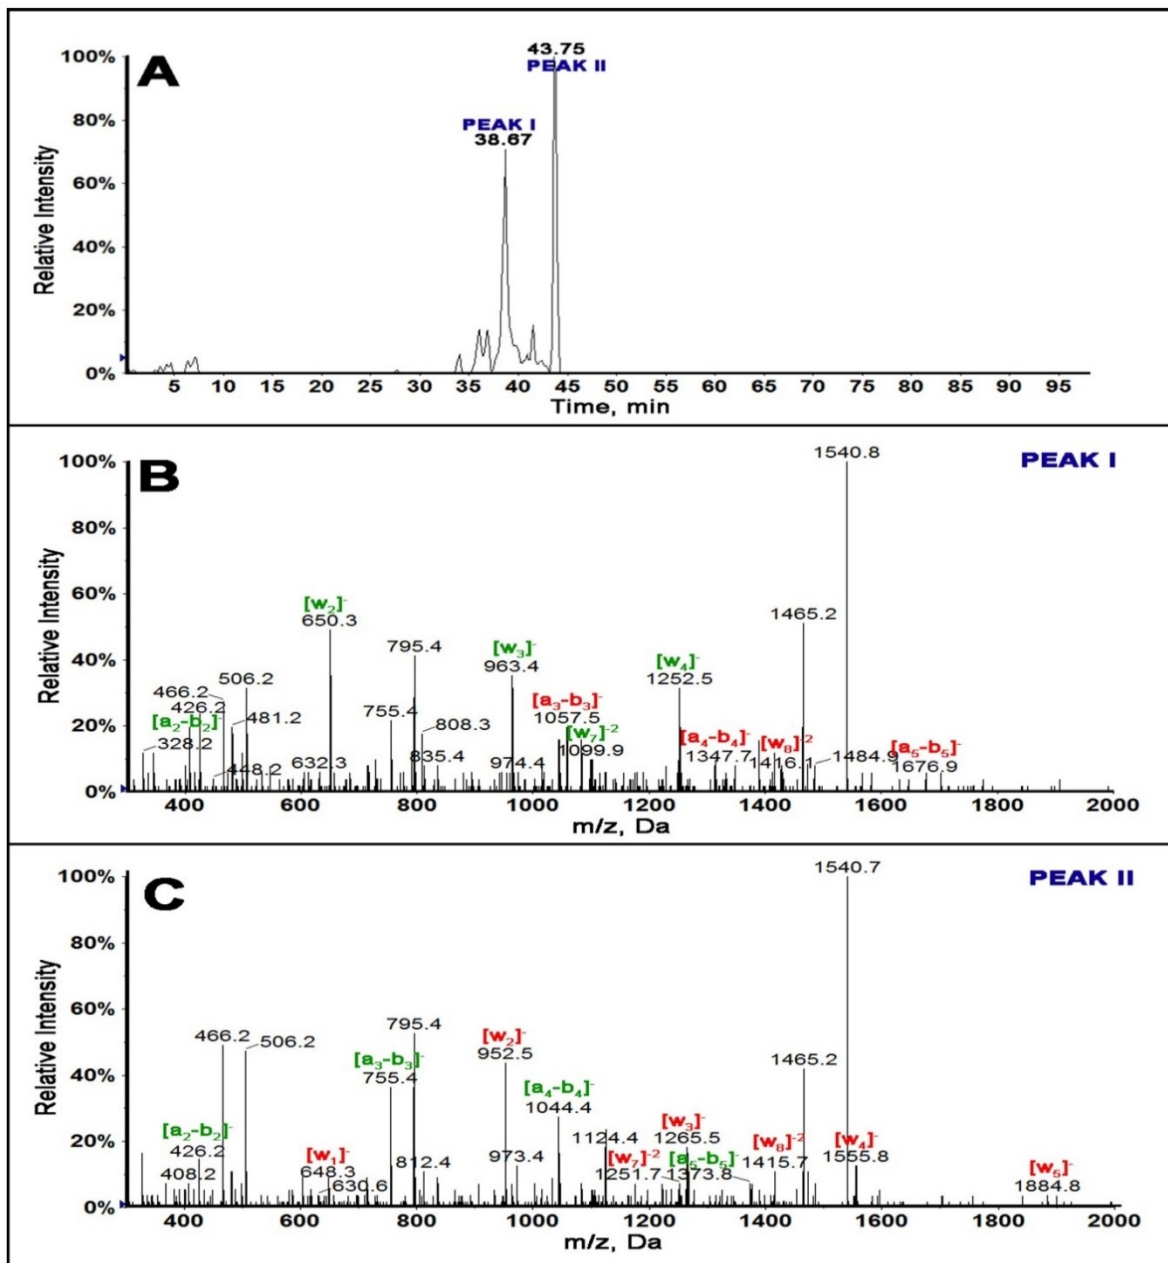 A
43.75
PEAK II
PEAK I
38.67
Relative Intensity
100%
80%
60%
40%
20%
0%
5 10 15 20 25 30 35 40 45 50 55 60 65 70 75 80 85 90 95
Time, min
B
PEAK I
1540.8
Relative Intensity
100%
80%
60%
40%
20%
0%
[w₂]⁻
650.3
1465.2
795.4
[w₃]⁻
963.4
[w₄]⁻
1252.5
466.2
506.2
426.2
[a₂-b₂]⁻
481.2
328.2
448.2
632.3
755.4
808.3
835.4
974.4
[a₃-b₃]⁻
1057.5
[w₇]⁻²
1099.9
[a₄-b₄]⁻
1347.7
[w₈]⁻²
1416.1
1484.9
[a₅-b₅]⁻
1676.9
400 600 800 1000 1200 1400 1600 1800 2000
m/z, Da
C
PEAK II
1540.7
Relative Intensity
100%
80%
60%
40%
20%
0%
466.2
506.2
795.4
[w₂]⁻
952.5
1465.2
[a₃-b₃]⁻
755.4
[a₄-b₄]⁻
1044.4
[a₂-b₂]⁻
426.2
408.2
[w₁]⁻
648.3
630.6
812.4
973.4
1124.4
[w₃]⁻
1265.5
[w₇]⁻²
1251.7
[a₅-b₅]⁻
1373.8
[w₈]⁻²
1415.7
[w₄]⁻
1555.8
[w₅]⁻
1884.8
400 600 800 1000 1200 1400 1600 1800 2000
m/z, Da